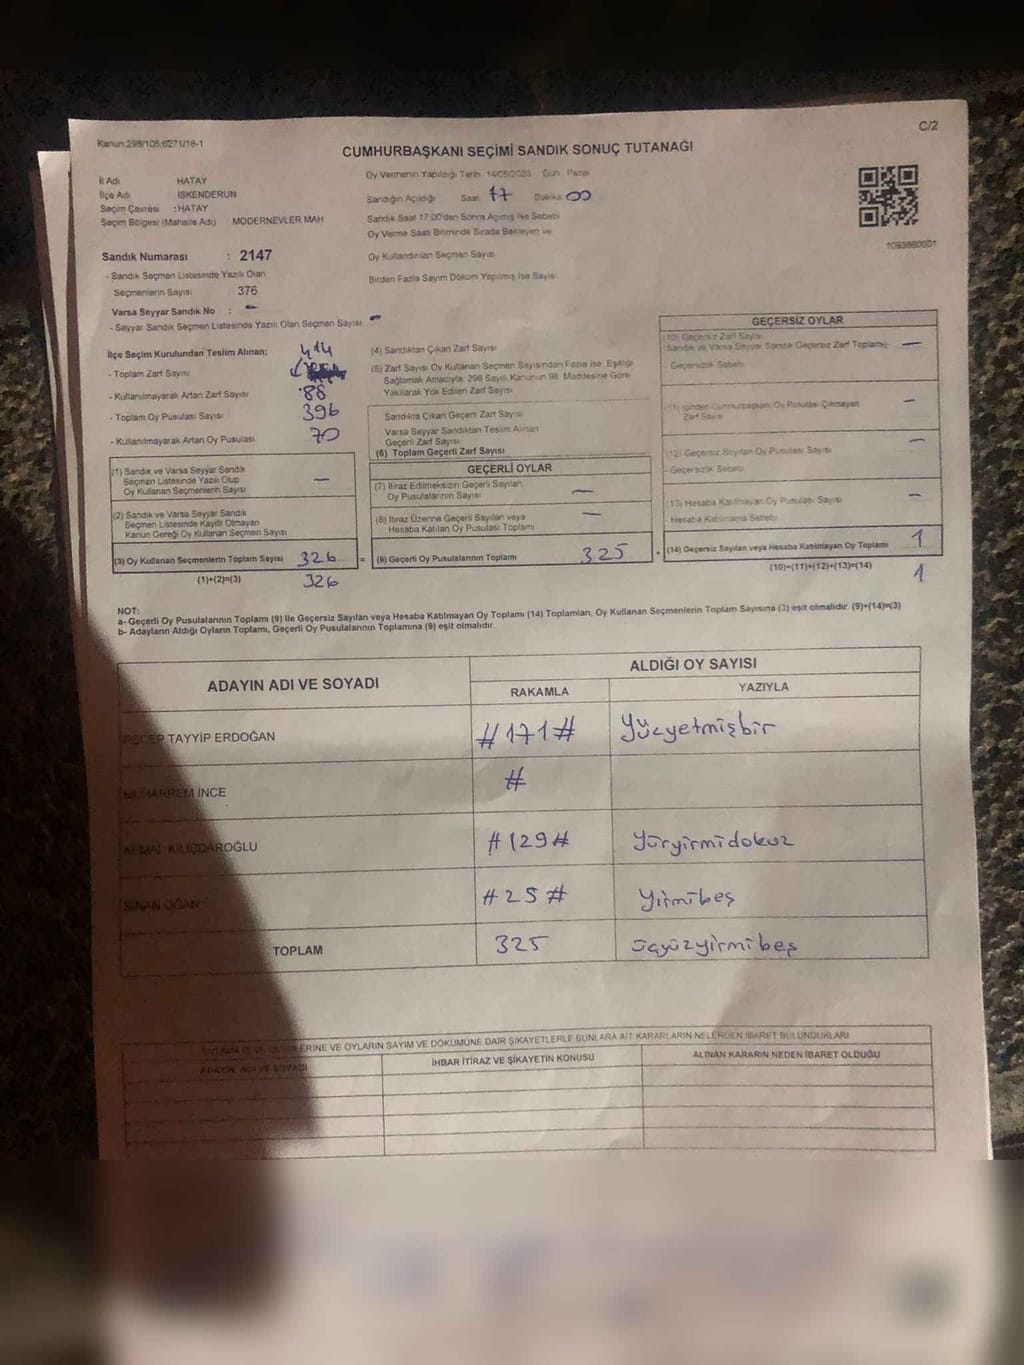 C/2
Kanun 298/105;6271/18-1
CUMHURBAŞKANI SEÇİMİ SANDIK SONUÇ TUTANAĞI
İl Adı HATAY
İlçe Adı İSKENDERUN
Seçim Çevresi : HATAY
Seçim Bölgesi (Mahalle Adı) MODERNEVLER MAH
Oy Vermenin Yapıldığı Tarih 14/05/2023 Gün Pazar
Sandığın Açıldığı Saat 17 Dakika 00
Sandık Saat 17:00'den Sonra Açılmış İse Sebebi
Oy Verme Saati Bitiminde Sırada Bekleyen ve
Oy Kullandırılan Seçmen Sayısı
Birden Fazla Sayım Döküm Yapılmış İse Sayısı
1093860001
Sandık Numarası : 2147
- Sandık Seçmen Listesinde Yazılı Olan
Seçmenlerin Sayısı : 376
Varsa Seyyar Sandık No : -
- Seyyar Sandık Seçmen Listesinde Yazılı Olan Seçmen Sayısı -
İlçe Seçim Kurulundan Teslim Alınan;
- Toplam Zarf Sayısı 414
- Kullanılmayarak Artan Zarf Sayısı 88
- Toplam Oy Pusulası Sayısı 396
- Kullanılmayarak Artan Oy Pusulası 70
(1) Sandık ve Varsa Seyyar Sandık
Seçmen Listesinde Yazılı Olup
Oy Kullanan Seçmenlerin Sayısı -
(2) Sandık ve Varsa Seyyar Sandık
Seçmen Listesinde Kayıtlı Olmayan
Kanun Gereği Oy Kullanan Seçmen Sayısı
(3) Oy Kullanan Seçmenlerin Toplam Sayısı 326
(1)+(2)=(3) 326
(4) Sandıktan Çıkan Zarf Sayısı
(5) Zarf Sayısı Oy Kullanan Seçmen Sayısından Fazla ise, Eşitliği
Sağlamak Amacıyla, 298 Sayılı Kanunun 98. Maddesine Göre
Yakılarak Yok Edilen Zarf Sayısı
Sandıkta Çıkan Geçerli Zarf Sayısı
Varsa Seyyar Sandıktan Teslim Alınan
Geçerli Zarf Sayısı
(6) Toplam Geçerli Zarf Sayısı
GEÇERLİ OYLAR
(7) İtiraz Edilmeksizin Geçerli Sayılan
Oy Pusulalarının Sayısı -
(8) İtiraz Üzerine Geçerli Sayılan veya
Hesaba Katılan Oy Pusulası Toplamı -
= (9) Geçerli Oy Pusulalarının Toplamı 325 +
GEÇERSİZ OYLAR
(10) Geçersiz Zarf Sayısı
Sandık ve Varsa Seyyar Sandık Geçersiz Zarf Toplamı) -
Geçersizlik Sebebi
(11) İçinden Cumhurbaşkanı Oy Pusulası Çıkmayan
Zarf Sayısı -
(12) Geçersiz Sayılan Oy Pusulası Sayısı -
- Geçersizlik Sebebi
(13) Hesaba Katılmayan Oy Pusulası Sayısı -
Hesaba Katılmama Sebebi
(14) Geçersiz Sayılan veya Hesaba Katılmayan Oy Toplamı 1
(10)+(11)+(12)+(13)=(14) 1
NOT:
a- Geçerli Oy Pusulalarının Toplamı (9) ile Geçersiz Sayılan veya Hesaba Katılmayan Oy Toplamı (14) Toplamları, Oy Kullanan Seçmenlerin Toplam Sayısına (3) eşit olmalıdır. (9)+(14)=(3)
b- Adayların Aldığı Oyların Toplamı, Geçerli Oy Pusulalarının Toplamına (9) eşit olmalıdır.
ADAYIN ADI VE SOYADI
ALDIĞI OY SAYISI
RAKAMLA YAZIYLA
RECEP TAYYİP ERDOĞAN #171# Yüzyetmişbir
MUHARREM İNCE #
KEMAL KILIÇDAROĞLU #129# Yüzyirmidokuz
SİNAN OĞAN #25# Yirmibeş
TOPLAM 325 üçyüzyirmibeş
OYLARIN SAYIM VE DÖKÜMÜNE DAİR ŞİKAYETLERLE BUNLARA AİT KARARLARIN NELERDEN İBARET BULUNDUKLARI
ADAYIN ADI VE SOYADI
İHBAR İTİRAZ VE ŞİKAYETİN KONUSU
ALINAN KARARIN NEDEN İBARET OLDUĞU